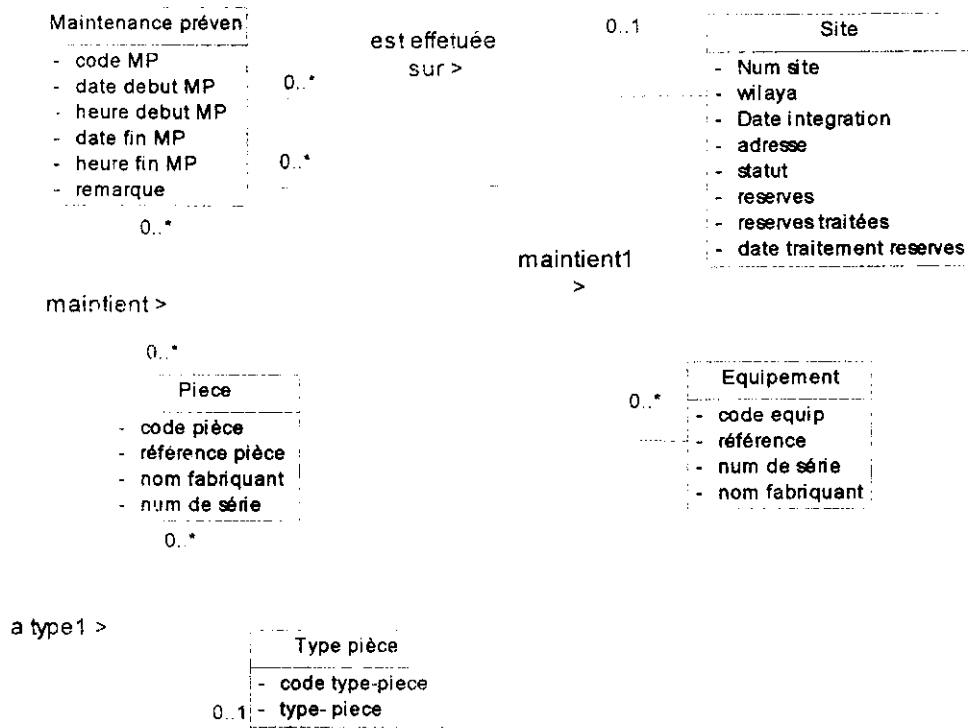 Maintenance préven
- code MP
- date debut MP
- heure debut MP
- date fin MP
- heure fin MP
- remarque
0..*
0..*
0..*
est effetuée
sur >
0..1
Site
- Num site
- wilaya
- Date integration
- adresse
- statut
- reserves
- reserves traitées
- date traitement reserves
maintient1
>
maintient >
0..*
Piece
- code pièce
- référence pièce
- nom fabriquant
- num de série
0..*
0..*
Equipement
- code equip
- référence
- num de série
- nom fabriquant
a type1 >
Type pièce
- code type-piece
- type- piece
0..1